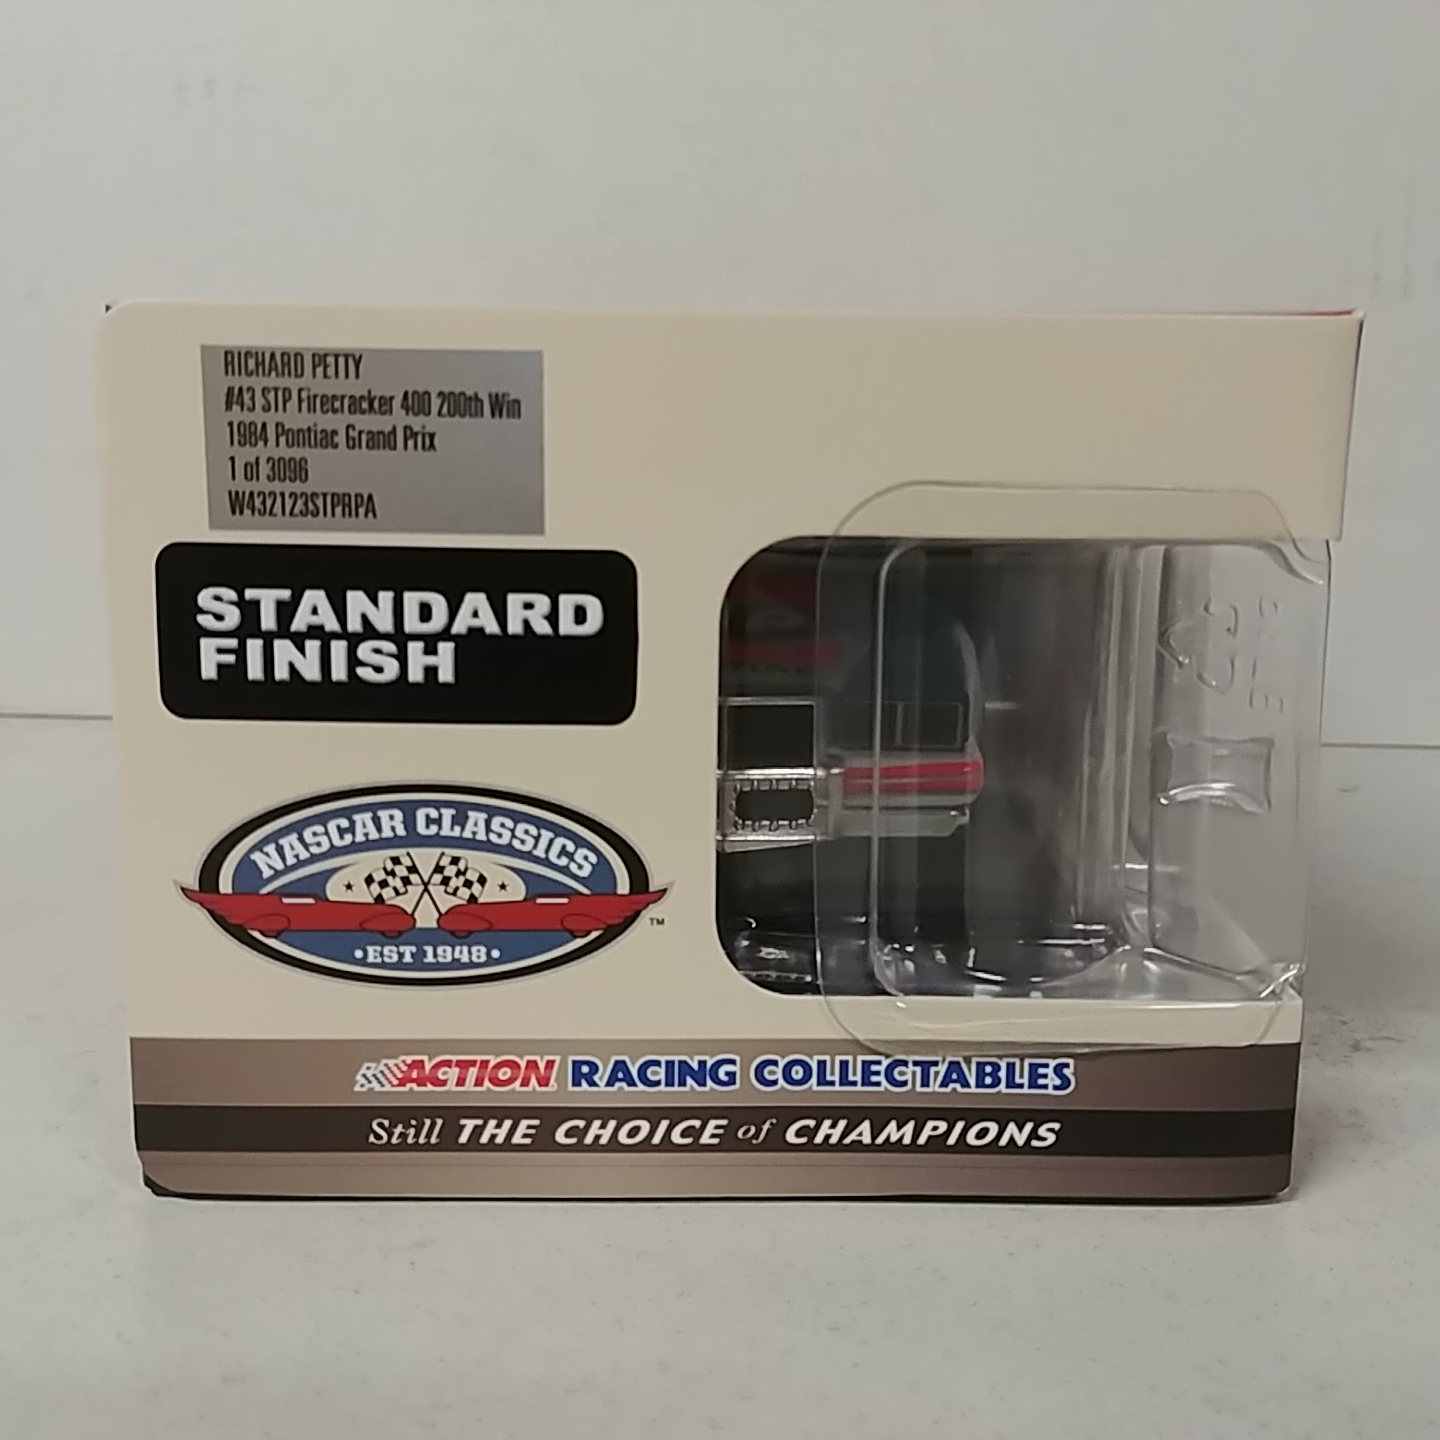 RICHARD PETTY
#43 STP Firecracker 400 200th Win
1984 Pontiac Grand Prix
1 of 3096
W432123STPRPA
STANDARD
FINISH
NASCAR CLASSICS
TM
•EST 1948•
ACTION RACING COLLECTABLES
Still THE CHOICE of CHAMPIONS